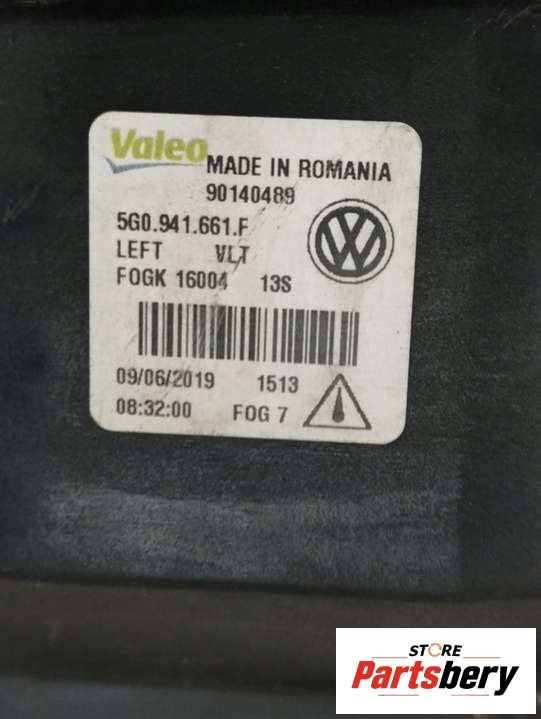 Valeo MADE IN ROMANIA
90140489
5G0.941.661.F
LEFT VLT
FOGK 16004 13S
09/06/2019 1513
08:32:00 FOG 7
STORE
Partsbery